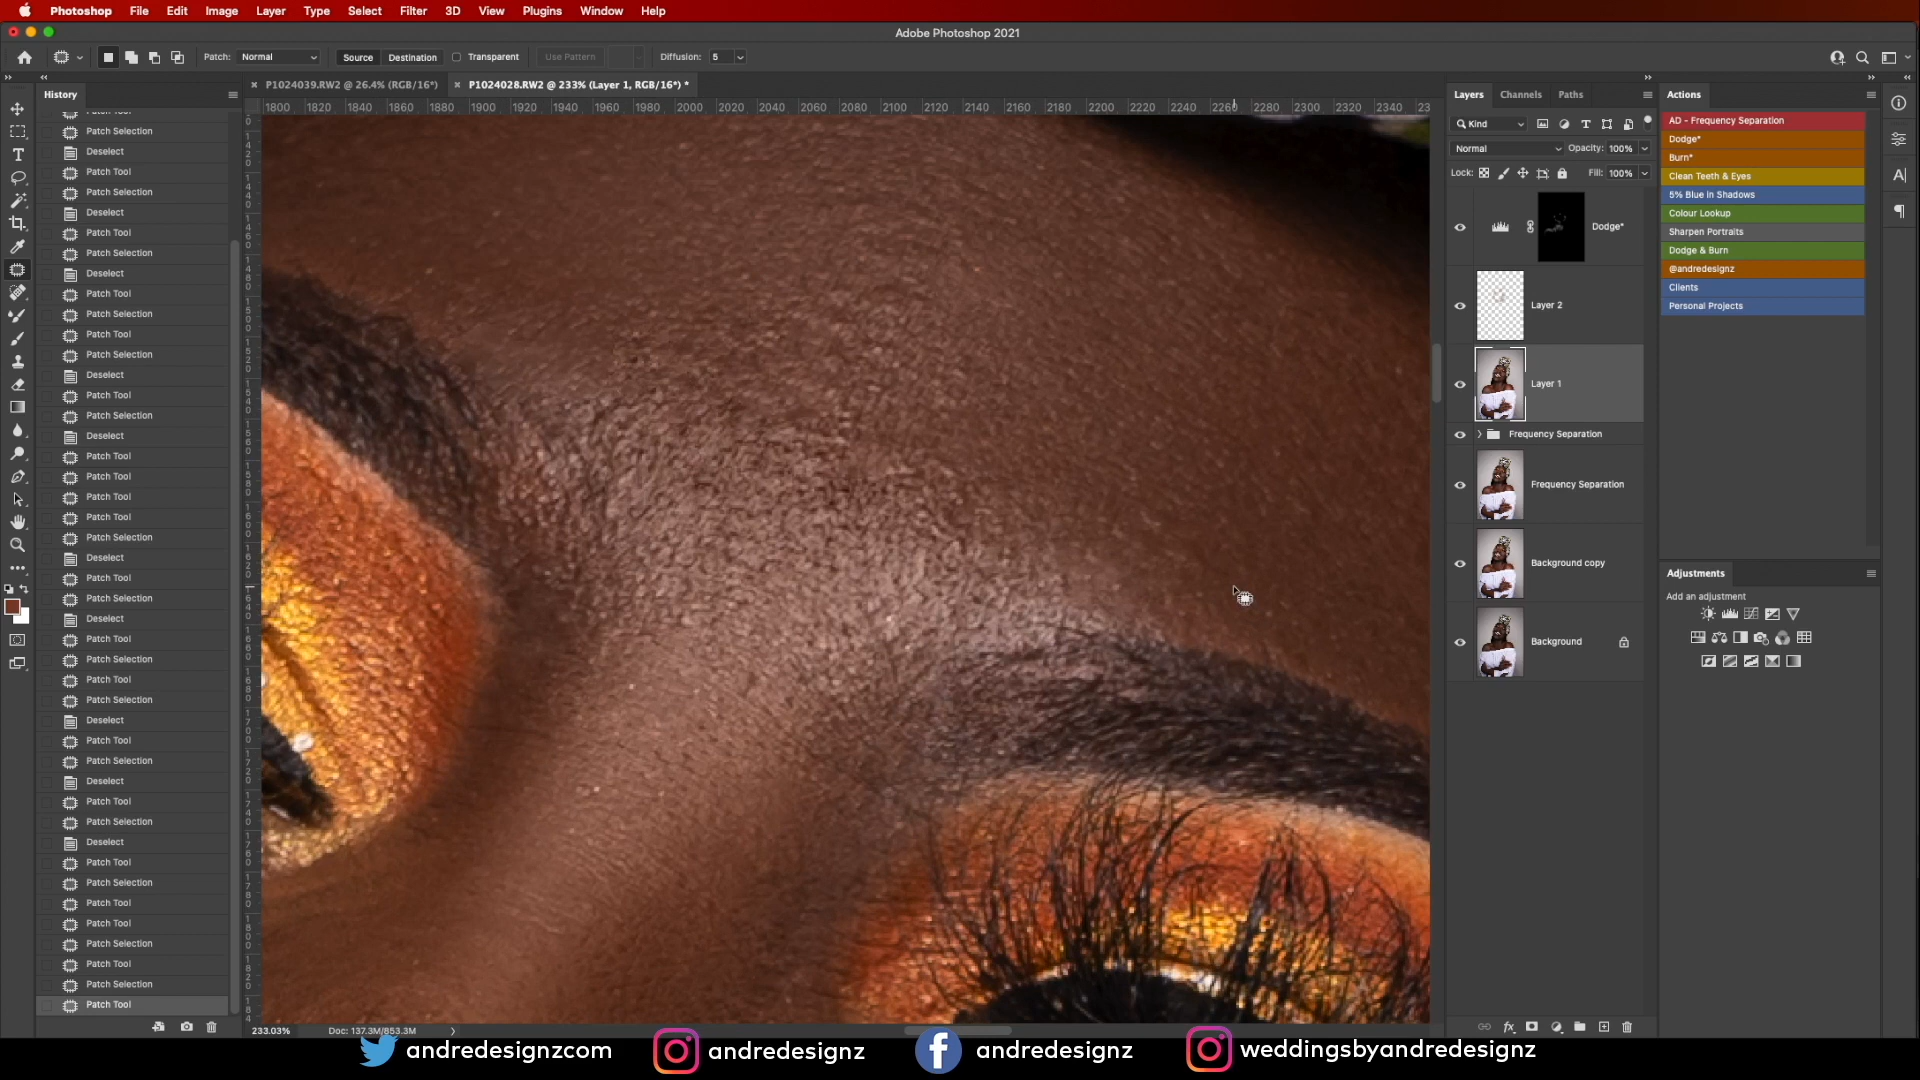 Photoshop File Edit Image Layer Type Select Filter 3D View Plugins Window Help
Adobe Photoshop 2021
Patch: Normal Source Destination Transparent Use Pattern Diffusion: 5
P1024039.RW2 @ 26.4% (RGB/16*) P1024028.RW2 @ 233% (Layer 1, RGB/16*) *
History
1800 1820 1840 1860 1880 1900 1920 1940 1960 1980 2000 2020 2040 2060 2080 2100 2120 2140 2160 2180 2200 2220 2240 2260 2280 2300 2320 2340
Patch Tool
Patch Selection
Deselect
Patch Tool
Patch Selection
Deselect
Patch Tool
Patch Selection
Deselect
Patch Tool
Patch Selection
Patch Tool
Patch Selection
Deselect
Patch Tool
Patch Selection
Deselect
Patch Tool
Patch Tool
Patch Tool
Patch Tool
Patch Selection
Deselect
Patch Tool
Patch Selection
Deselect
Patch Tool
Patch Selection
Patch Tool
Patch Selection
Deselect
Patch Tool
Patch Selection
Deselect
Patch Tool
Patch Selection
Deselect
Patch Tool
Patch Selection
Patch Tool
Patch Tool
Patch Selection
Patch Tool
Patch Selection
Patch Tool
233.03% Doc: 137.3M/853.3M
Layers Channels Paths
Kind
Normal Opacity: 100%
Lock: Fill: 100%
Dodge*
Layer 2
Layer 1
Frequency Separation
Frequency Separation
Background copy
Background
Actions
AD - Frequency Separation
Dodge*
Burn*
Clean Teeth & Eyes
5% Blue In Shadows
Colour Lookup
Sharpen Portraits
Dodge & Burn
@andredesignz
Clients
Personal Projects
Adjustments
Add an adjustment
andredesignzcom andredesignz andredesignz weddingsbyandredesignz